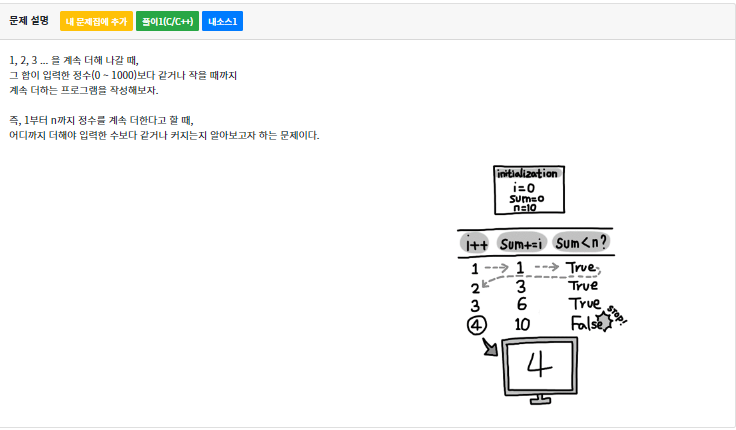 문제 설명 내 문제집에 추가 풀이1(C/C++) 내소스1
1, 2, 3 ... 을 계속 더해 나갈 때,
그 합이 입력한 정수(0 ~ 1000)보다 같거나 작을 때까지
계속 더하는 프로그램을 작성해보자.
즉, 1부터 n까지 정수를 계속 더한다고 할 때,
어디까지 더해야 입력한 수보다 같거나 커지는지 알아보고자 하는 문제이다.
initialization
i=0
sum=0
n=10
i++ sum+=i sum<n?
1 1 True
2 3 True
3 6 True
4 10 False STOP!
4